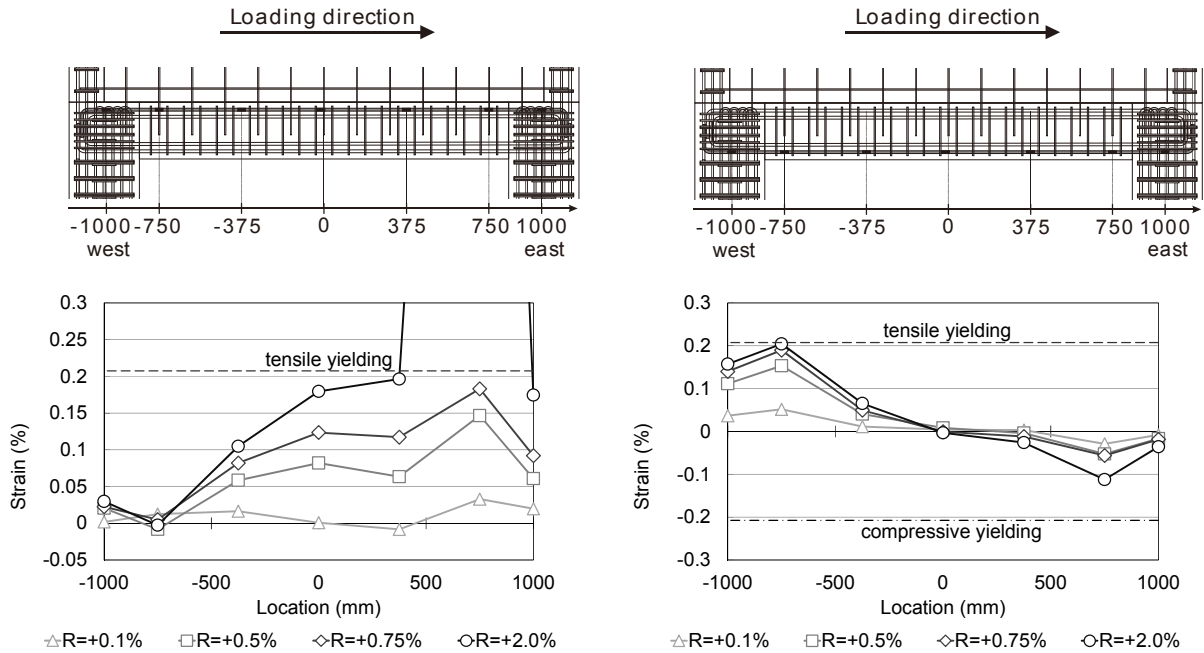 Loading direction
-1000 -750 -375 0 375 750 1000
west east
0.3
0.25
0.2
0.15
0.1
0.05
0
-0.05
Strain (%)
tensile yielding
-1000 -500 0 500 1000
Location (mm)
R=+0.1% R=+0.5% R=+0.75% R=+2.0%
Loading direction
-1000 -750 -375 0 375 750 1000
west east
0.3
0.2
0.1
0
-0.1
-0.2
-0.3
Strain (%)
tensile yielding
compressive yielding
-1000 -500 0 500 1000
Location (mm)
R=+0.1% R=+0.5% R=+0.75% R=+2.0%